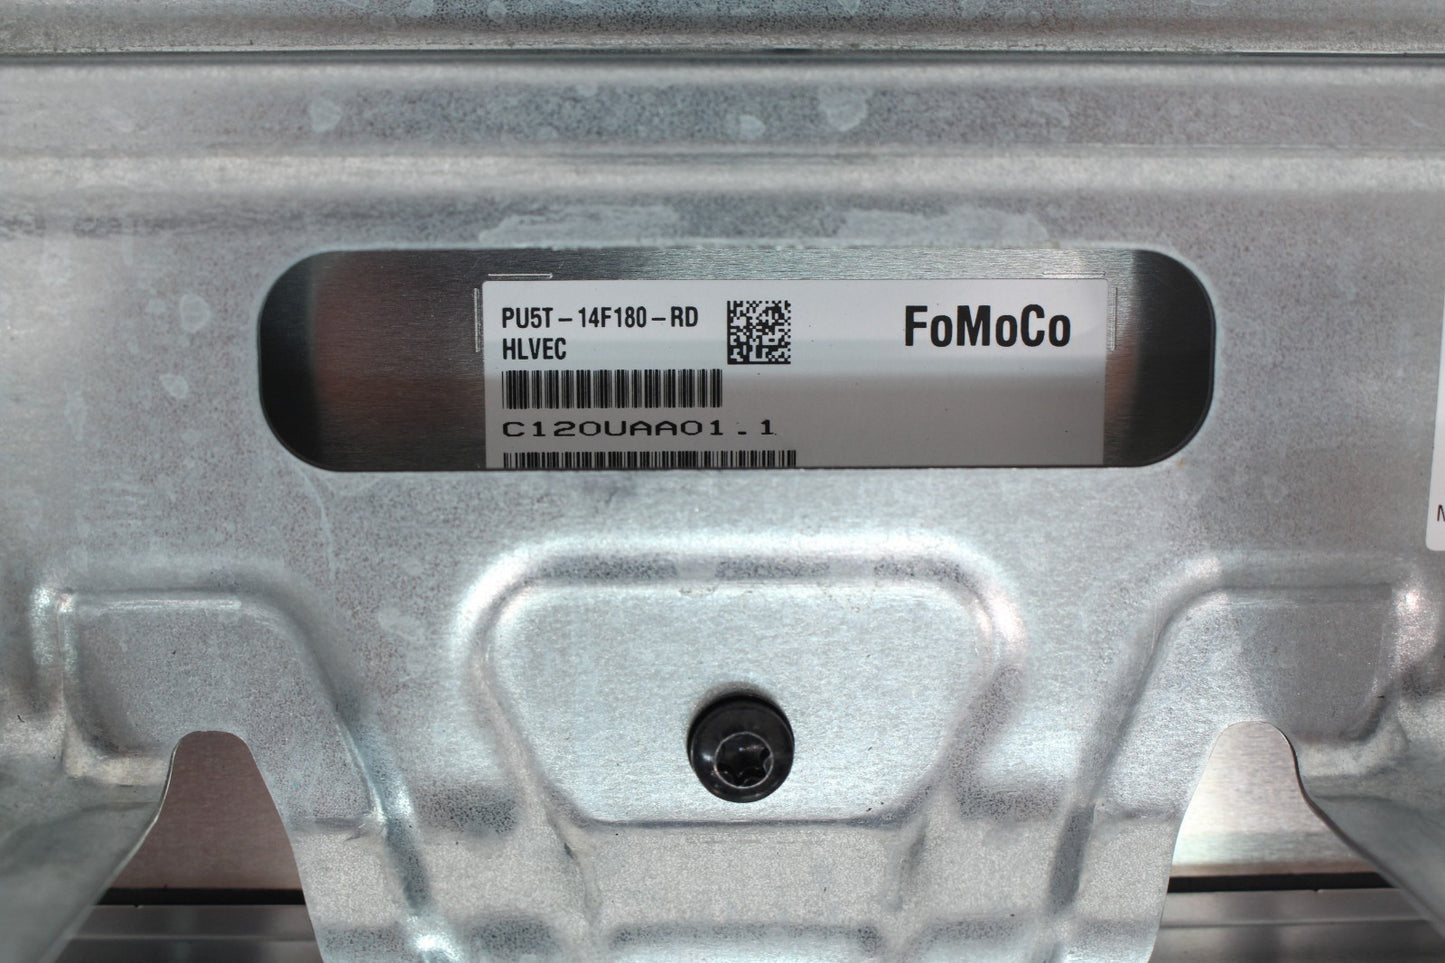 PU5T-14F180-RD
HLVEC
FoMoCo
C120UAA01.1